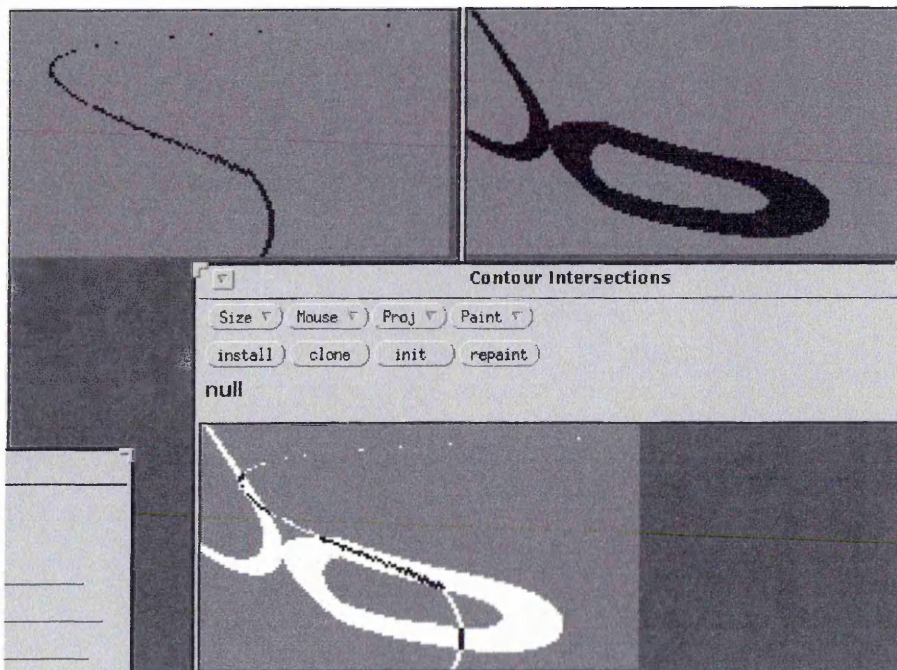 Contour Intersections
Size Mouse Proj Paint
install clone init repaint
null